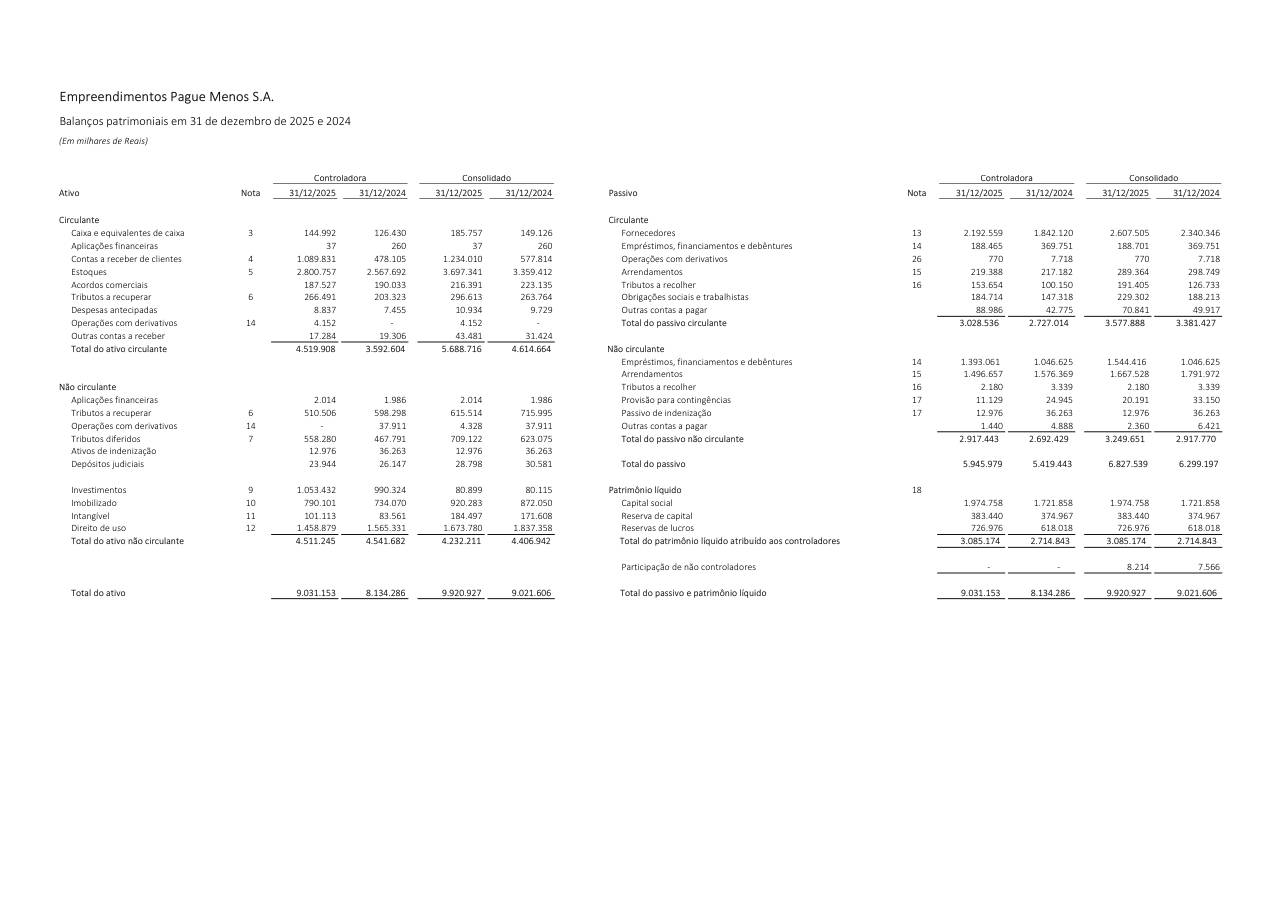 Empreendimentos Pague Menos S.A.
Balanços patrimoniais em 31 de dezembro de 2025 e 2024
(Em milhares de Reais)
Controladora Consolidado
Ativo Nota 31/12/2025 31/12/2024 31/12/2025 31/12/2024
Circulante
Caixa e equivalentes de caixa 3 144.992 126.430 185.757 149.126
Aplicações financeiras 37 260 37 260
Contas a receber de clientes 4 1.089.831 478.105 1.234.010 577.814
Estoques 5 2.800.757 2.567.692 3.697.341 3.359.412
Acordos comerciais 187.527 190.033 216.391 223.135
Tributos a recuperar 6 266.491 203.323 296.613 263.764
Despesas antecipadas 8.837 7.455 10.934 9.729
Operações com derivativos 14 4.152 - 4.152 -
Outras contas a receber 17.284 19.306 43.481 31.424
Total do ativo circulante 4.519.908 3.592.604 5.688.716 4.614.664
Não circulante
Aplicações financeiras 2.014 1.986 2.014 1.986
Tributos a recuperar 6 510.506 598.298 615.514 715.995
Operações com derivativos 14 - 37.911 4.328 37.911
Tributos diferidos 7 558.280 467.791 709.122 623.075
Ativos de indenização 12.976 36.263 12.976 36.263
Depósitos judiciais 23.944 26.147 28.798 30.581
Investimentos 9 1.053.432 990.324 80.899 80.115
Imobilizado 10 790.101 734.070 920.283 872.050
Intangível 11 101.113 83.561 184.497 171.608
Direito de uso 12 1.458.879 1.565.331 1.673.780 1.837.358
Total do ativo não circulante 4.511.245 4.541.682 4.232.211 4.406.942
Total do ativo 9.031.153 8.134.286 9.920.927 9.021.606
Controladora Consolidado
Passivo Nota 31/12/2025 31/12/2024 31/12/2025 31/12/2024
Circulante
Fornecedores 13 2.192.559 1.842.120 2.607.505 2.340.346
Empréstimos, financiamentos e debêntures 14 188.465 369.751 188.701 369.751
Operações com derivativos 26 770 7.718 770 7.718
Arrendamentos 15 219.388 217.182 289.364 298.749
Tributos a recolher 16 153.654 100.150 191.405 126.733
Obrigações sociais e trabalhistas 184.714 147.318 229.302 188.213
Outras contas a pagar 88.986 42.775 70.841 49.917
Total do passivo circulante 3.028.536 2.727.014 3.577.888 3.381.427
Não circulante
Empréstimos, financiamentos e debêntures 14 1.393.061 1.046.625 1.544.416 1.046.625
Arrendamentos 15 1.496.657 1.576.369 1.667.528 1.791.972
Tributos a recolher 16 2.180 3.339 2.180 3.339
Provisão para contingências 17 11.129 24.945 20.191 33.150
Passivo de indenização 17 12.976 36.263 12.976 36.263
Outras contas a pagar 1.440 4.888 2.360 6.421
Total do passivo não circulante 2.917.443 2.692.429 3.249.651 2.917.770
Total do passivo 5.945.979 5.419.443 6.827.539 6.299.197
Patrimônio líquido 18
Capital social 1.974.758 1.721.858 1.974.758 1.721.858
Reserva de capital 383.440 374.967 383.440 374.967
Reservas de lucros 726.976 618.018 726.976 618.018
Total do patrimônio líquido atribuído aos controladores 3.085.174 2.714.843 3.085.174 2.714.843
Participação de não controladores - - 8.214 7.566
Total do passivo e patrimônio líquido 9.031.153 8.134.286 9.920.927 9.021.606